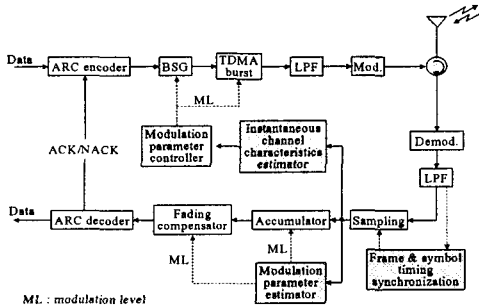 Data
ARC encoder
BSG
TDMA
burst
LPF
Mod.
ML
Modulation
parameter
controller
Instantaneous
channel
characteristics
estimator
Demod.
LPF
ACK/NACK
Data
ARC decoder
Fading
compensator
Accumulator
Sampling
ML
ML
Modulation
parameter
estimator
Frame & symbol
timing
synchronization
ML : modulation level